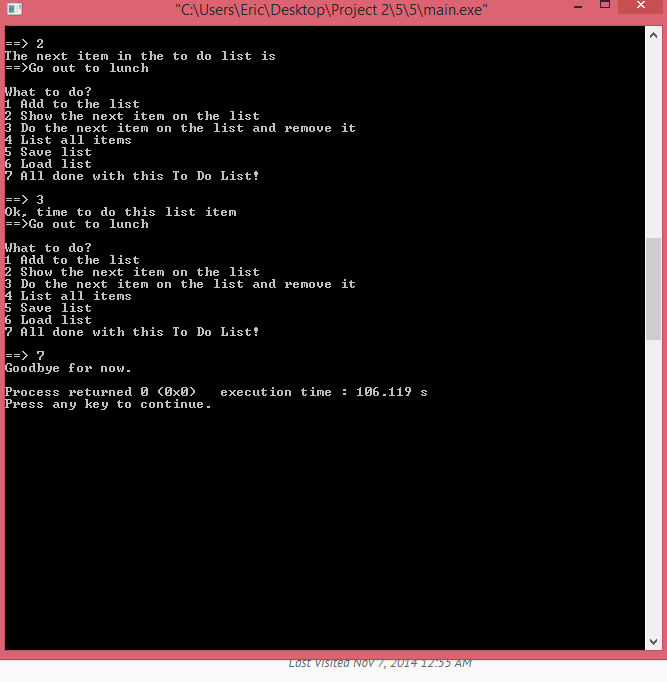 "C:\Users\Eric\Desktop\Project 2\5\5\main.exe"
==> 2
The next item in the to do list is
==>Go out to lunch
What to do?
1 Add to the list
2 Show the next item on the list
3 Do the next item on the list and remove it
4 List all items
5 Save list
6 Load list
7 All done with this To Do List!
==> 3
Ok, time to do this list item
==>Go out to lunch
What to do?
1 Add to the list
2 Show the next item on the list
3 Do the next item on the list and remove it
4 List all items
5 Save list
6 Load list
7 All done with this To Do List!
==> 7
Goodbye for now.
Process returned 0 (0x0)   execution time : 106.119 s
Press any key to continue.
Last Visited Nov 7, 2014 12:55 AM